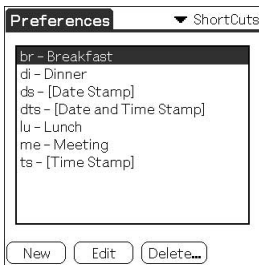 Preferences ShortCuts
br - Breakfast
di - Dinner
ds - [Date Stamp]
dts - [Date and Time Stamp]
lu - Lunch
me - Meeting
ts - [Time Stamp]
New Edit Delete...